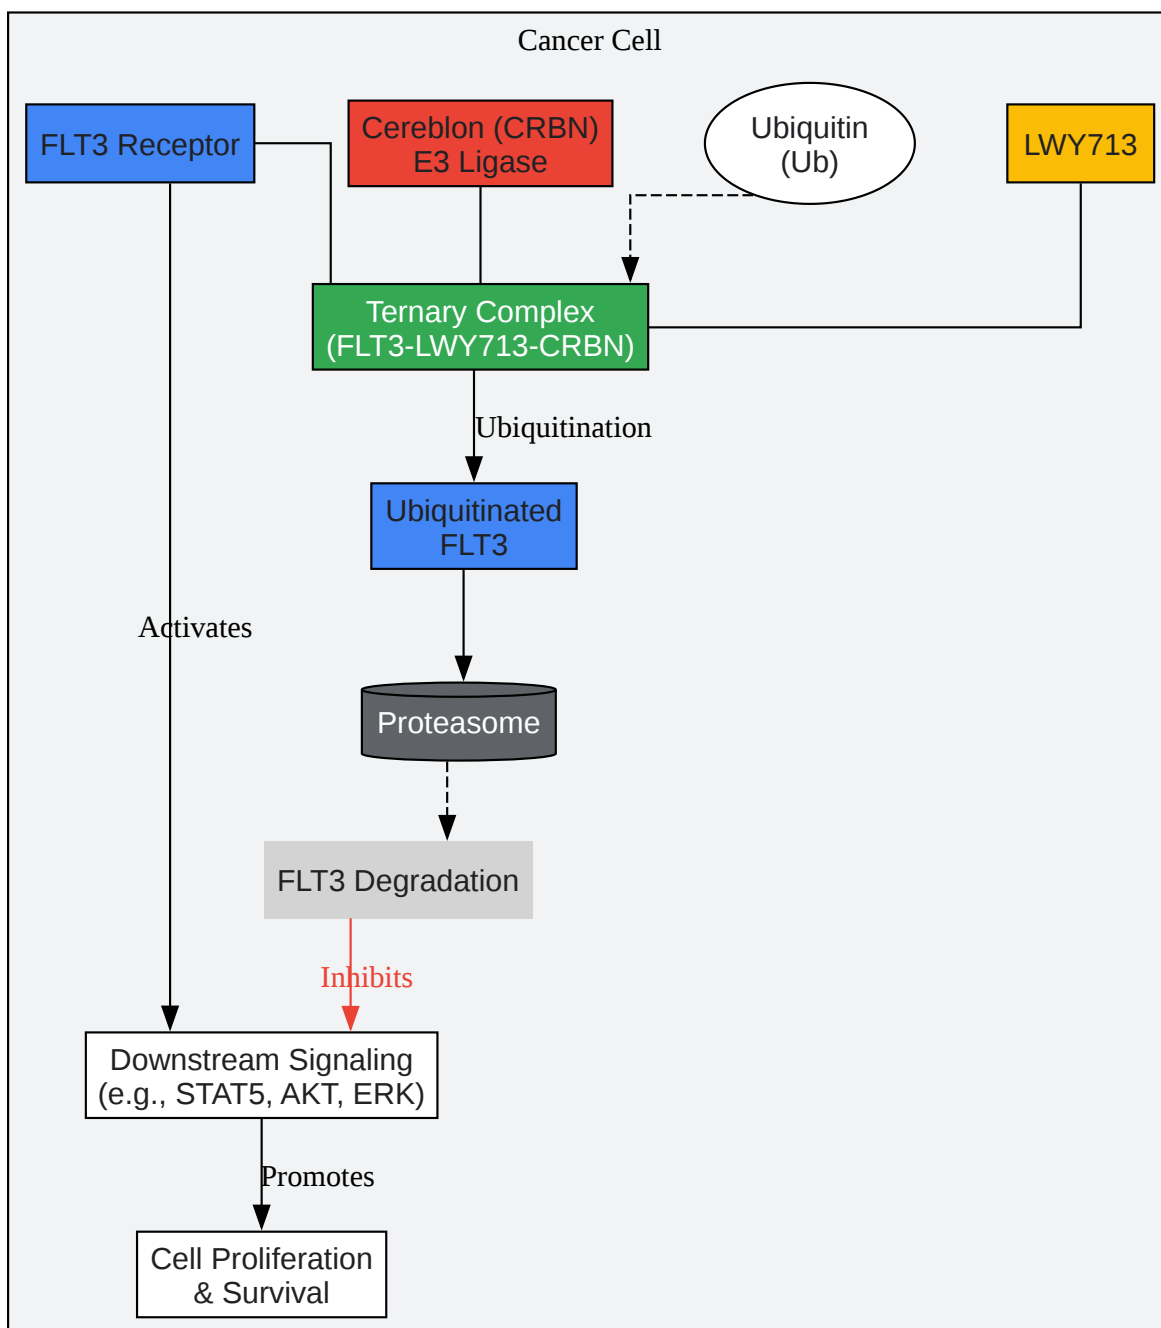 Cancer Cell
FLT3 Receptor
Cereblon (CRBN)
E3 Ligase
Ubiquitin
(Ub)
LWY713
Ternary Complex
(FLT3-LWY713-CRBN)
Ubiquitination
Ubiquitinated
FLT3
Activates
Proteasome
FLT3 Degradation
Inhibits
Downstream Signaling
(e.g., STAT5, AKT, ERK)
Promotes
Cell Proliferation
& Survival